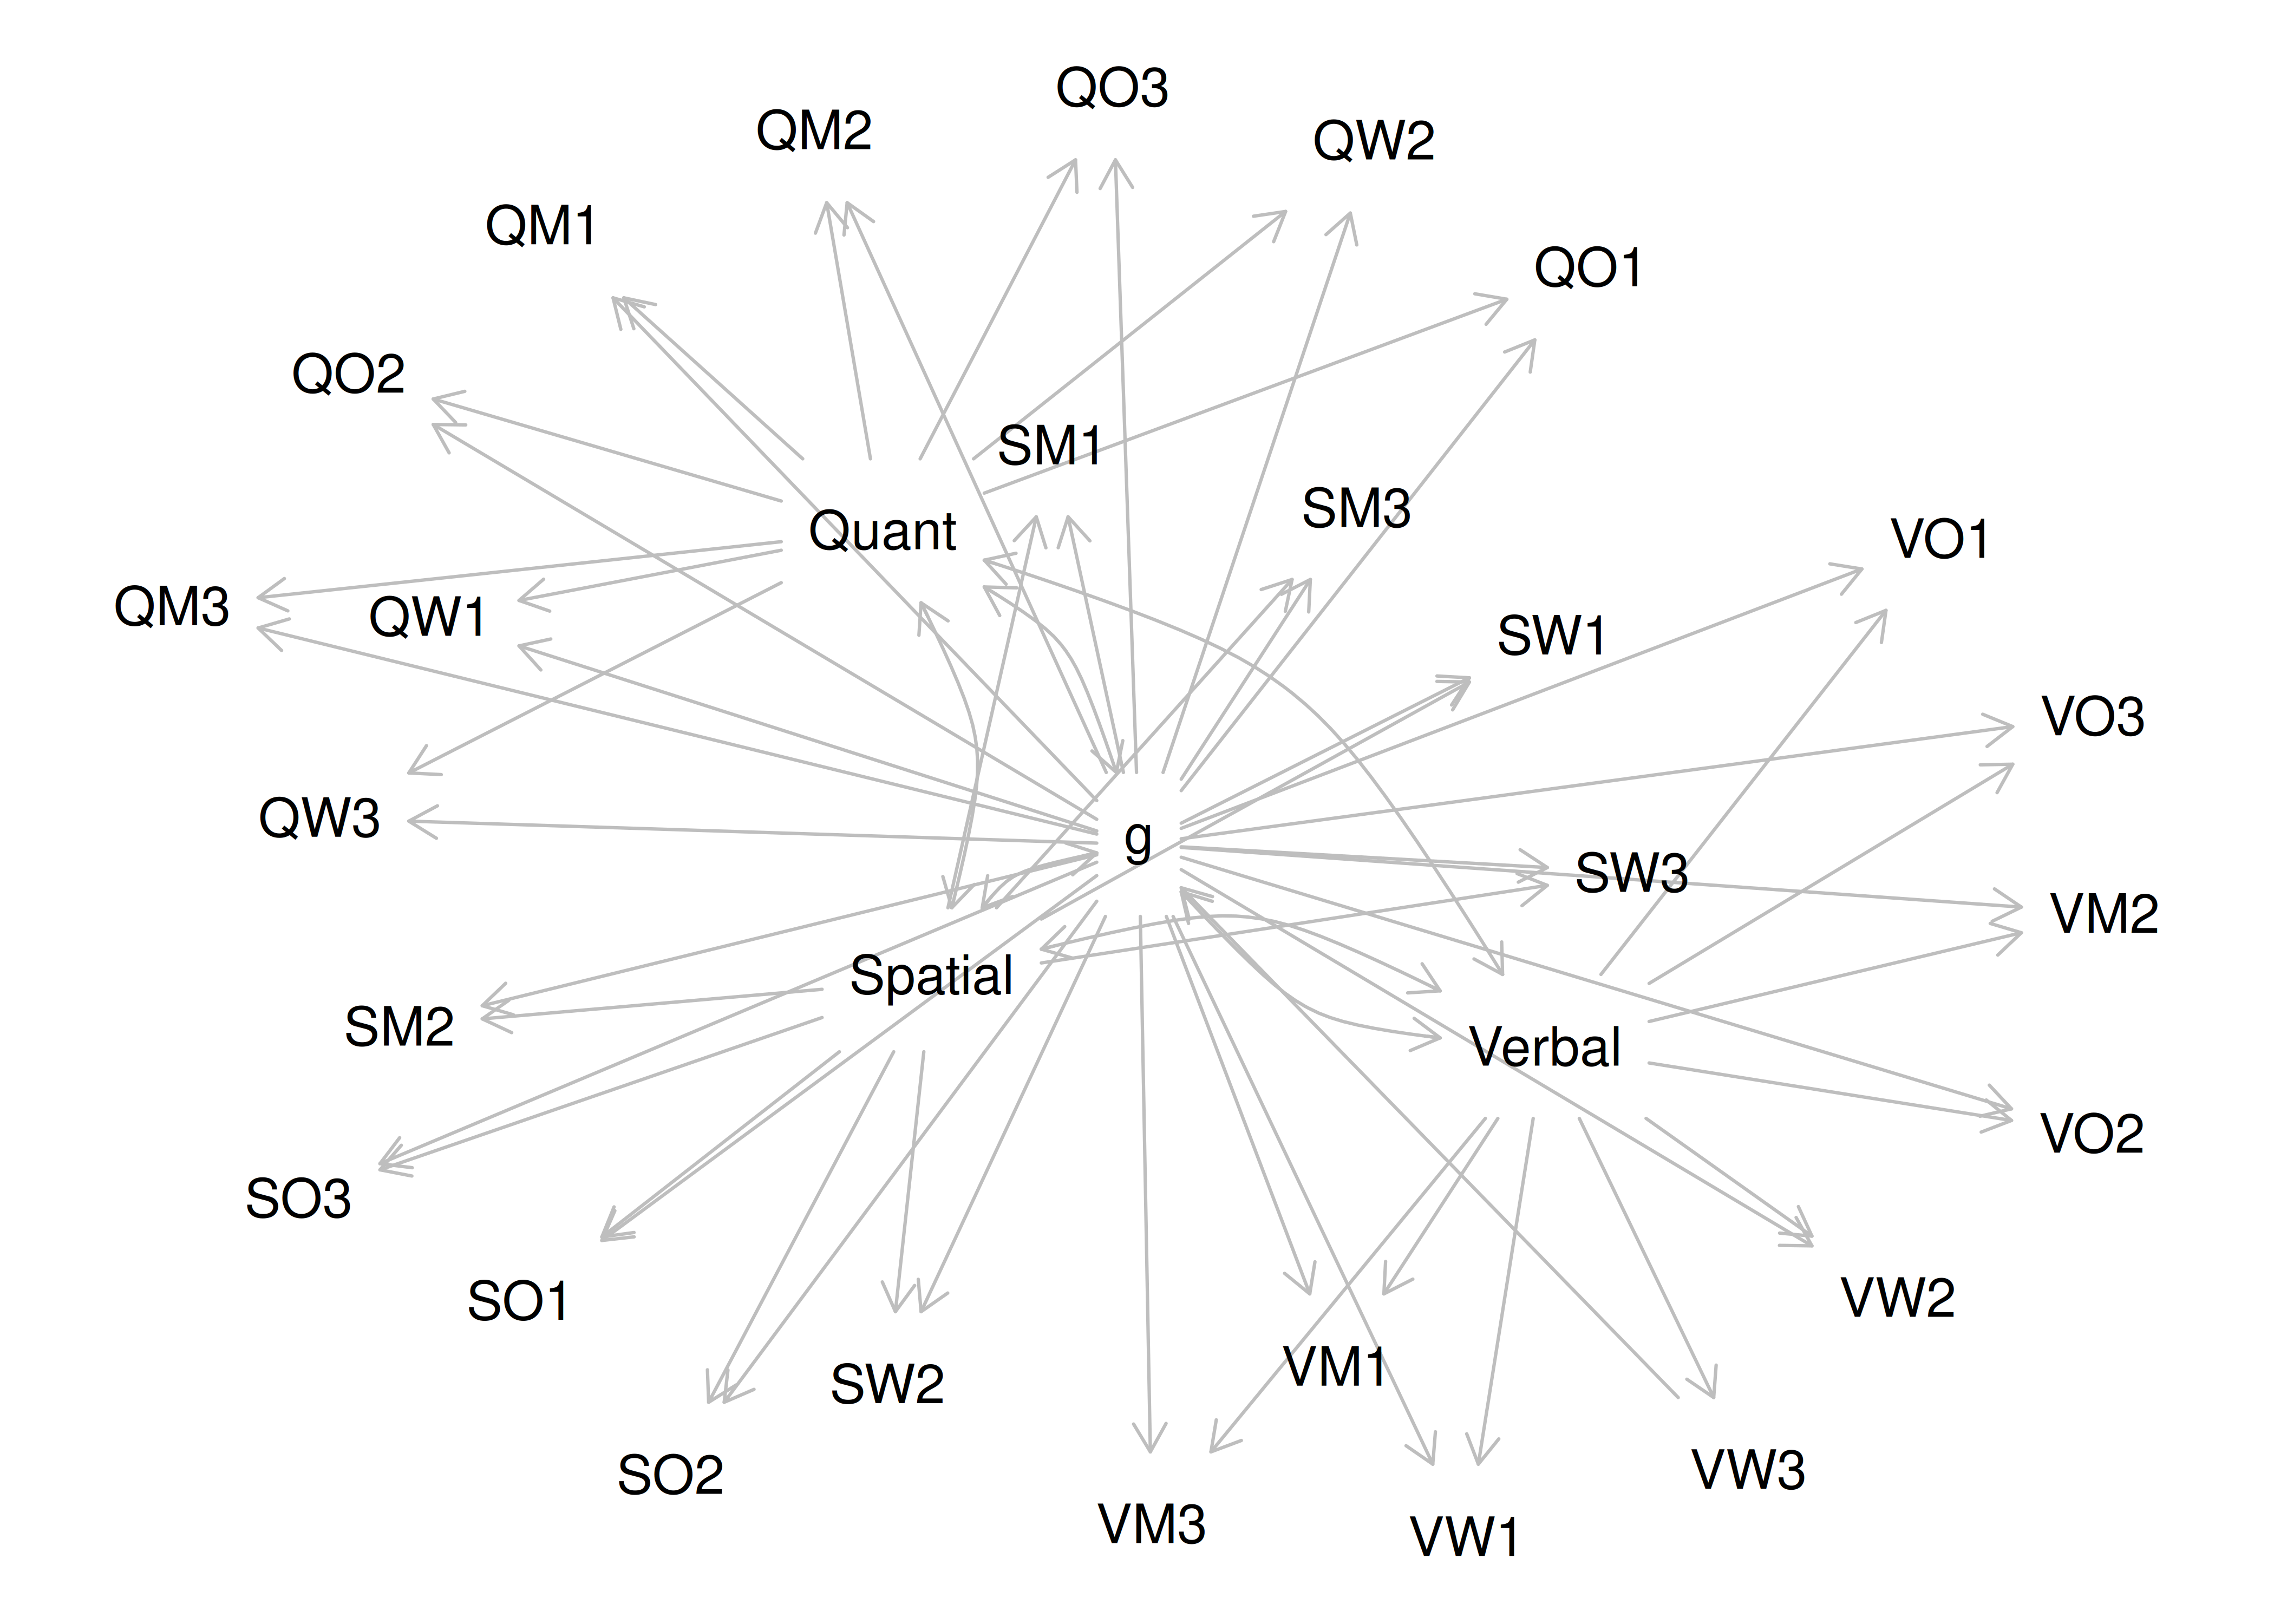 QO3
QM2
QW2
QM1
QO1
QO2
SM1
SM3
Quant
VO1
QM3
QW1
SW1
VO3
QW3
g
SW3
VM2
Spatial
SM2
Verbal
VO2
SO3
SO1
VW2
VM1
SW2
SO2
VW3
VM3
VW1